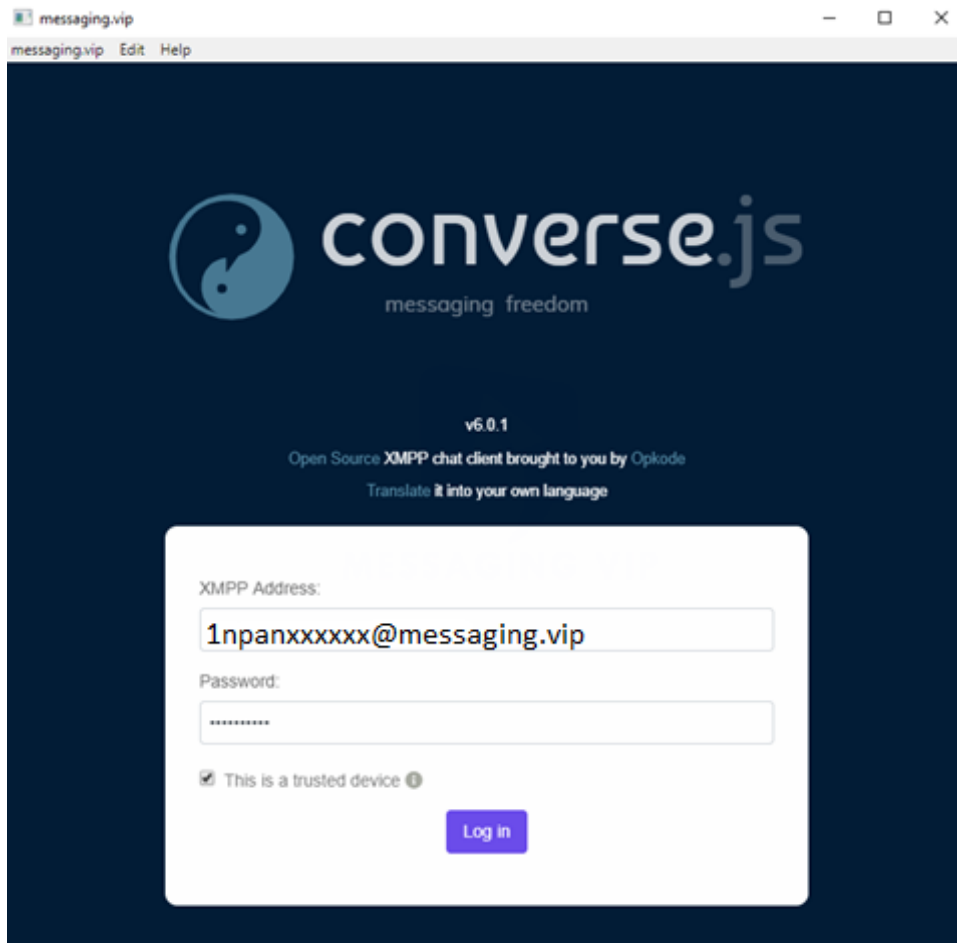 messaging.vip
messaging.vip Edit Help
converse.js
messaging freedom
v6.0.1
Open Source XMPP chat client brought to you by Opkode
Translate it into your own language
XMPP Address:
1npanxxxxxx@messaging.vip
Password:
••••••••••
This is a trusted device
Log in